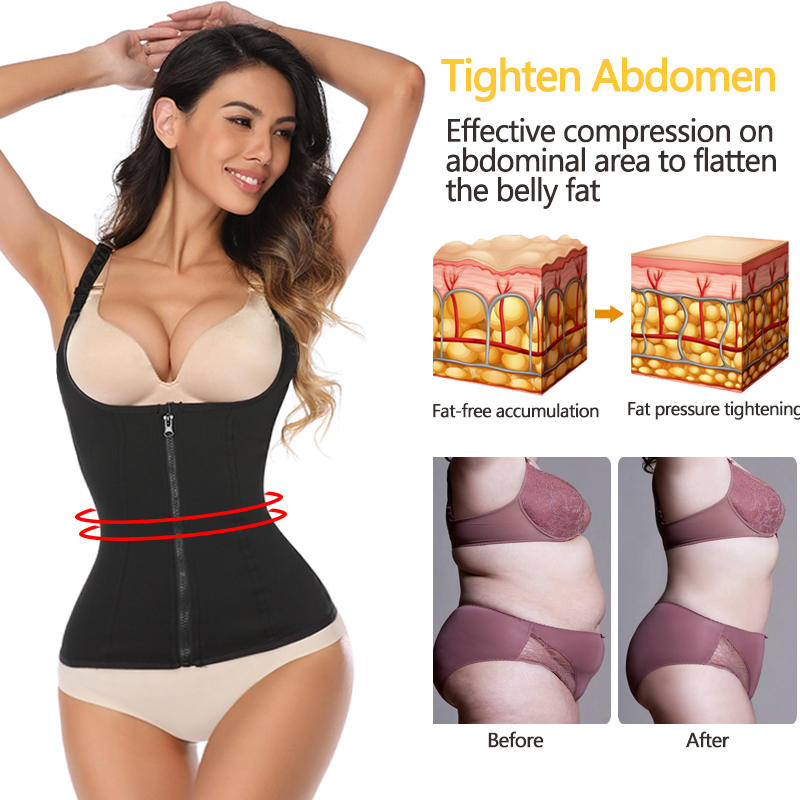 Tighten Abdomen
Effective compression on
abdominal area to flatten
the belly fat
Fat-free accumulation
Fat pressure tightening
Before
After